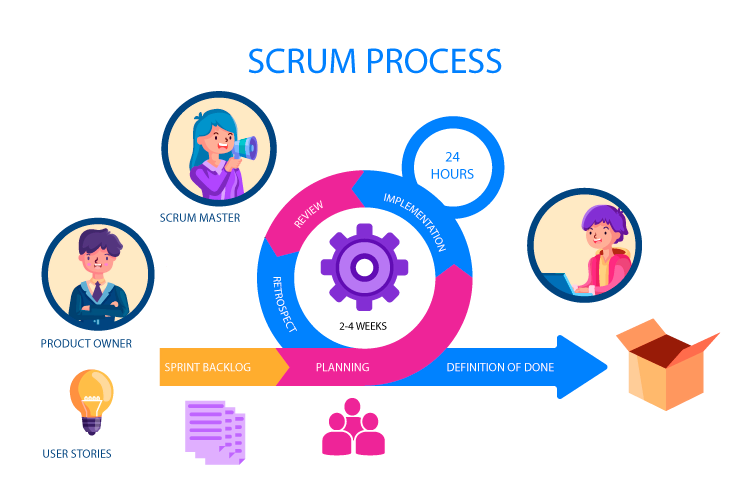 SCRUM PROCESS
24
HOURS
SCRUM MASTER
REVIEW
IMPLEMENTATION
RETROSPECT
2-4 WEEKS
PRODUCT OWNER
SPRINT BACKLOG
PLANNING
DEFINITION OF DONE
USER STORIES